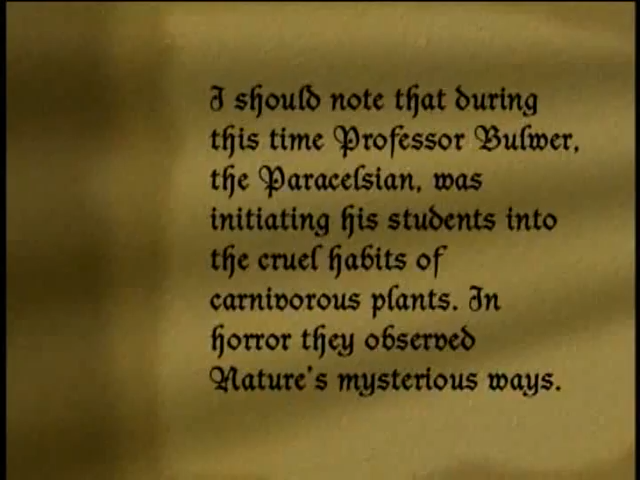 I should note that during
this time Professor Bulwer,
the Paracelsian, was
initiating his students into
the cruel habits of
carnivorous plants. In
horror they observed
Nature's mysterious ways.